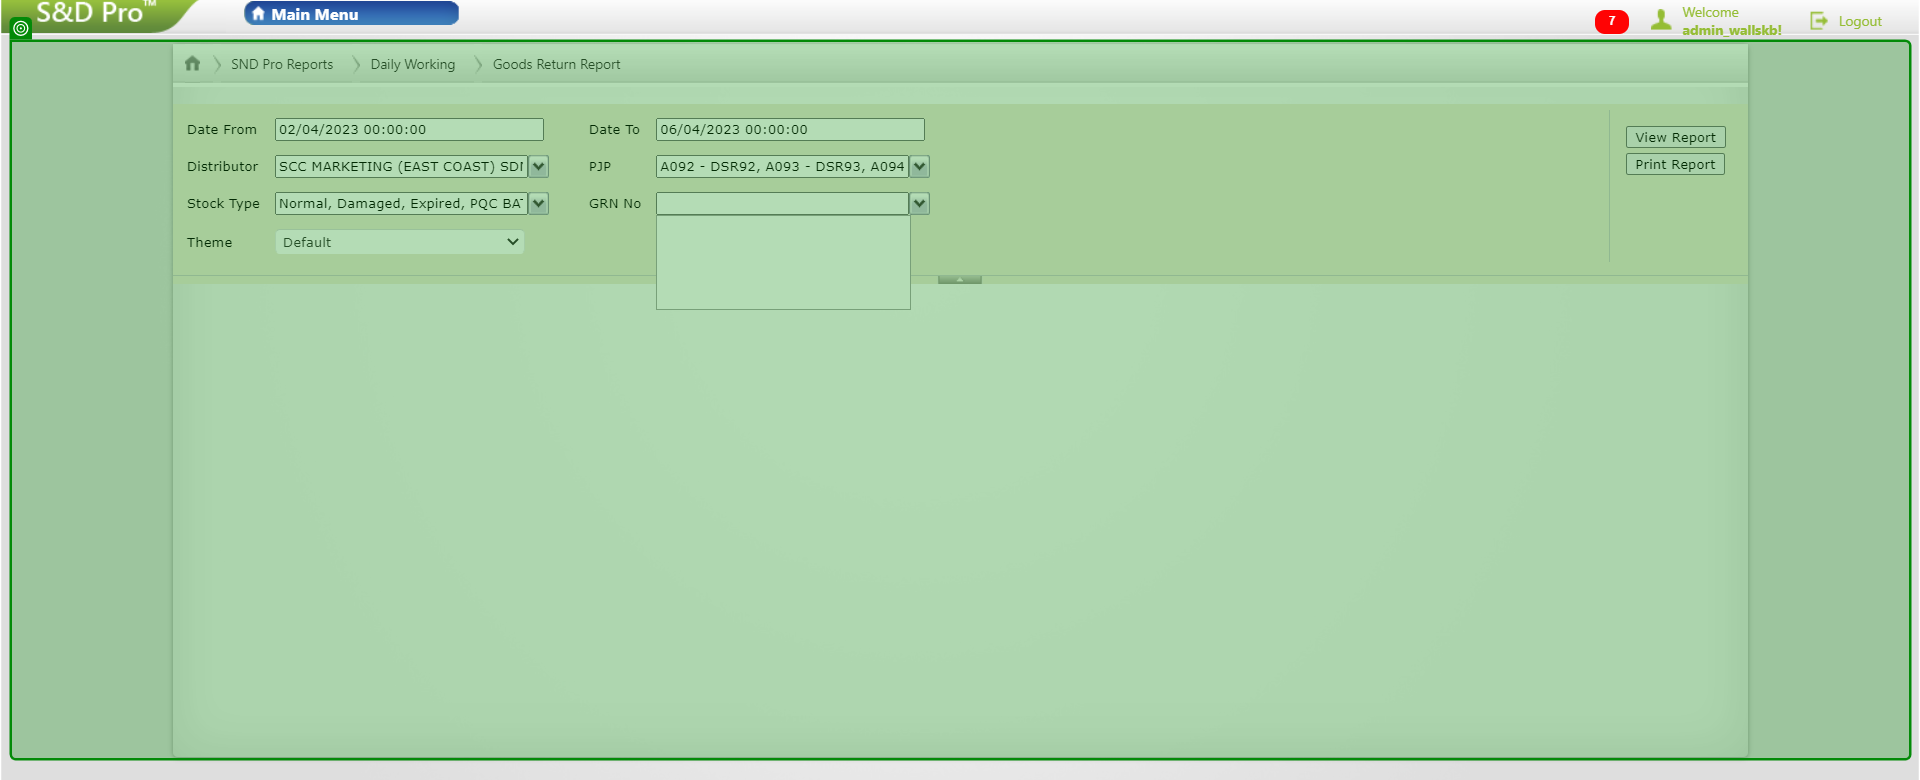 S&D Pro™
Main Menu
7
Welcome
admin_wallskb!
Logout
SND Pro Reports
Daily Working
Goods Return Report
Date From 02/04/2023 00:00:00 Date To 06/04/2023 00:00:00
View Report
Distributor SCC MARKETING (EAST COAST) PJP A092 - DSR92, A093 - DSR93, A094
Print Report
Stock Type Normal, Damaged, Expired, PQC GRN No
Theme Default